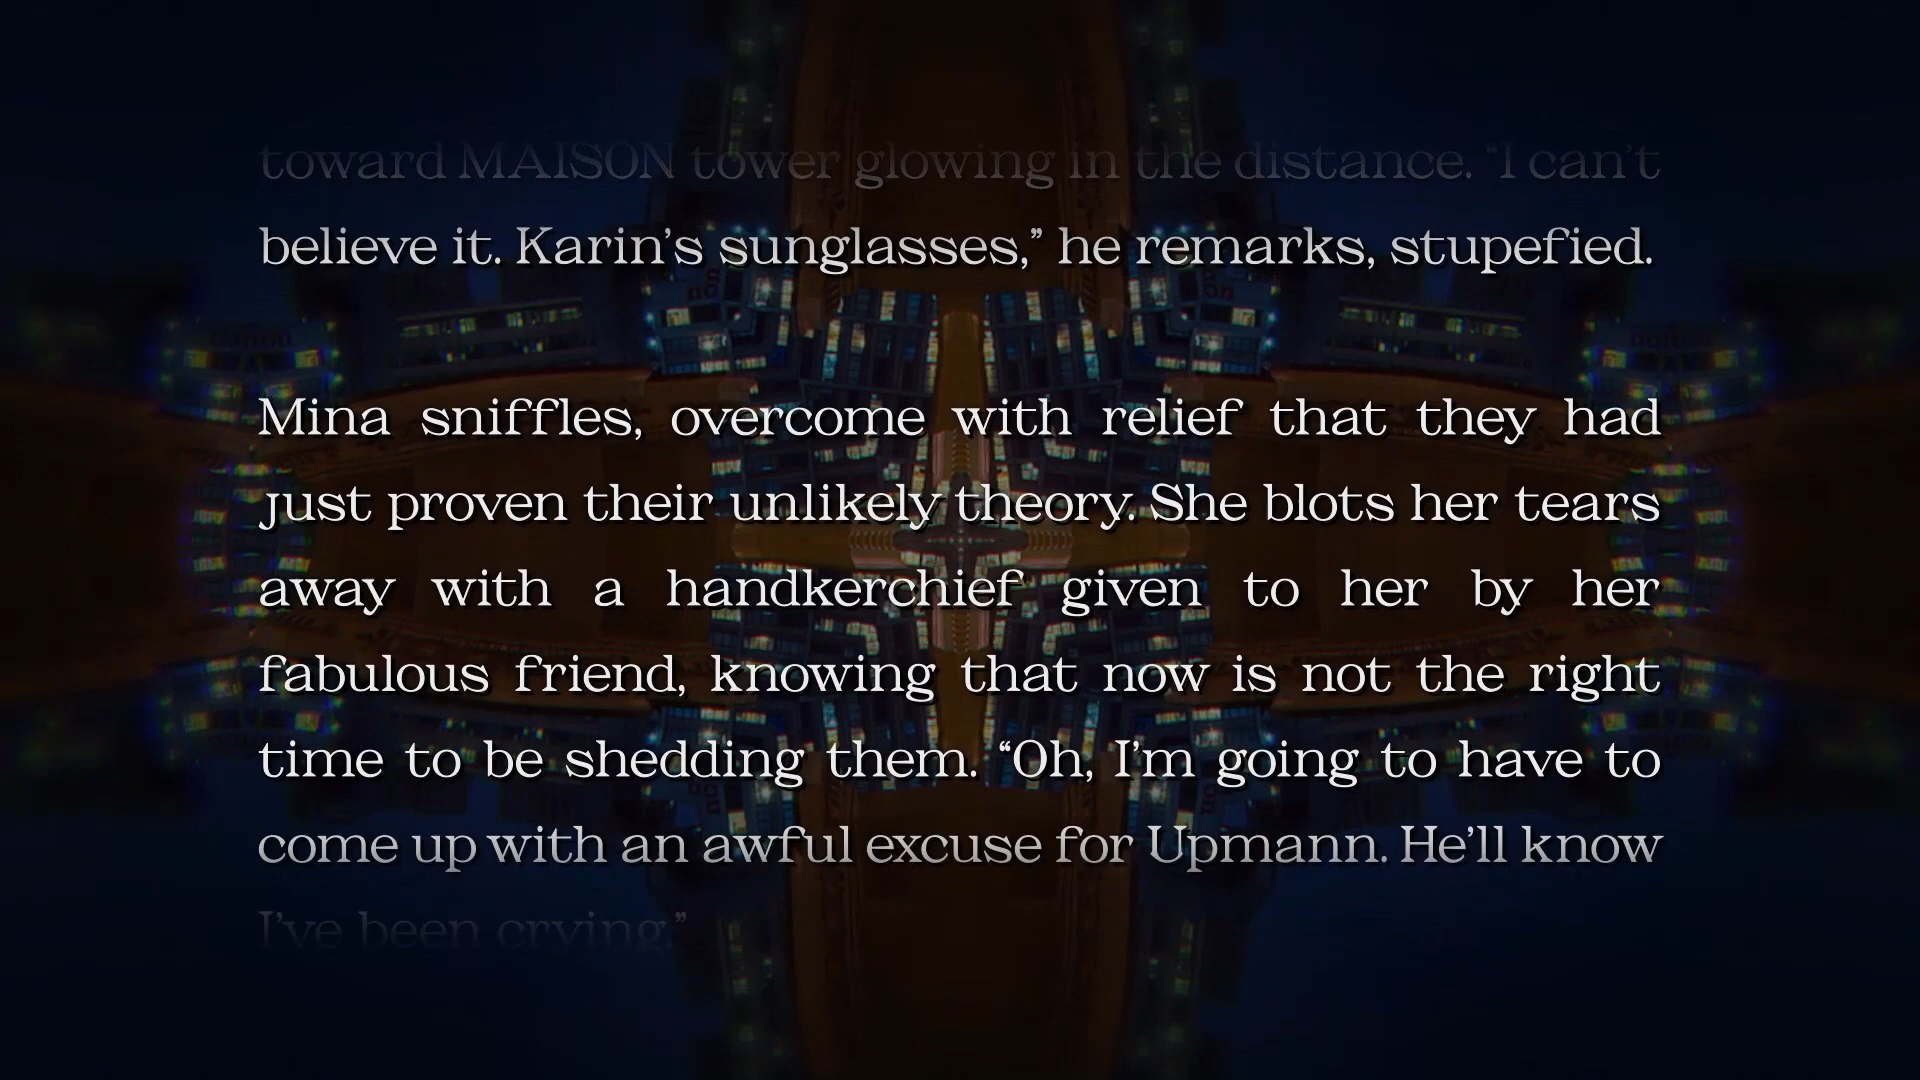 toward MAISON tower glowing in the distance. “I can’t
believe it. Karin’s sunglasses,” he remarks, stupefied.
Mina sniffles, overcome with relief that they had
just proven their unlikely theory. She blots her tears
away with a handkerchief given to her by her
fabulous friend, knowing that now is not the right
time to be shedding them. “Oh, I’m going to have to
come up with an awful excuse for Upmann. He’ll know
I’ve been crying.”